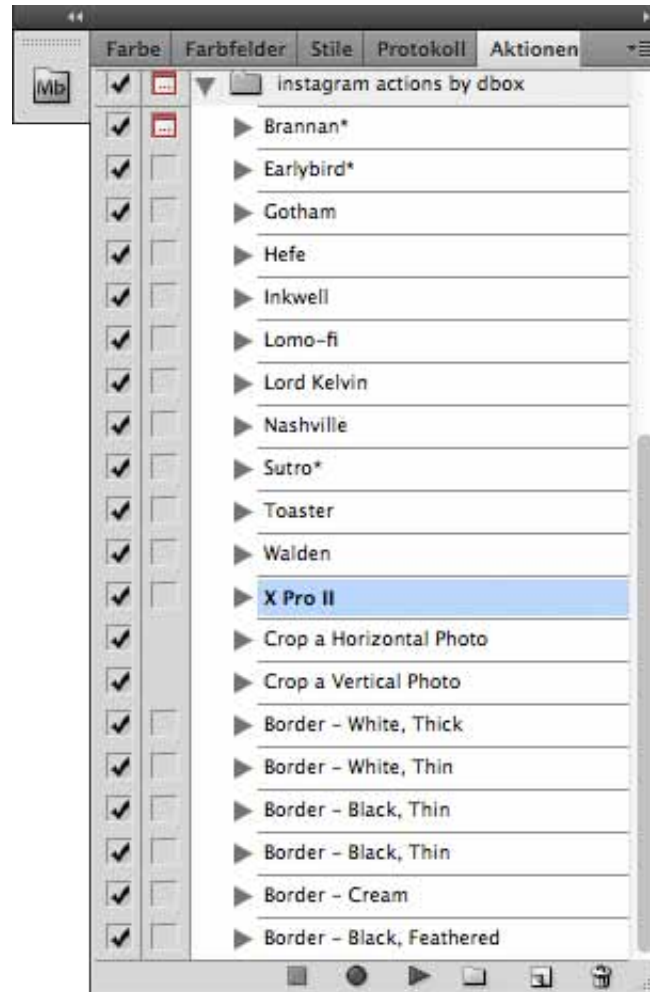 Mb
Farbe Farbfelder Stile Protokoll Aktionen
instagram actions by dbox
Brannan*
Earlybird*
Gotham
Hefe
Inkwell
Lomo-fi
Lord Kelvin
Nashville
Sutro*
Toaster
Walden
X Pro II
Crop a Horizontal Photo
Crop a Vertical Photo
Border - White, Thick
Border - White, Thin
Border - Black, Thin
Border - Black, Thin
Border - Cream
Border - Black, Feathered